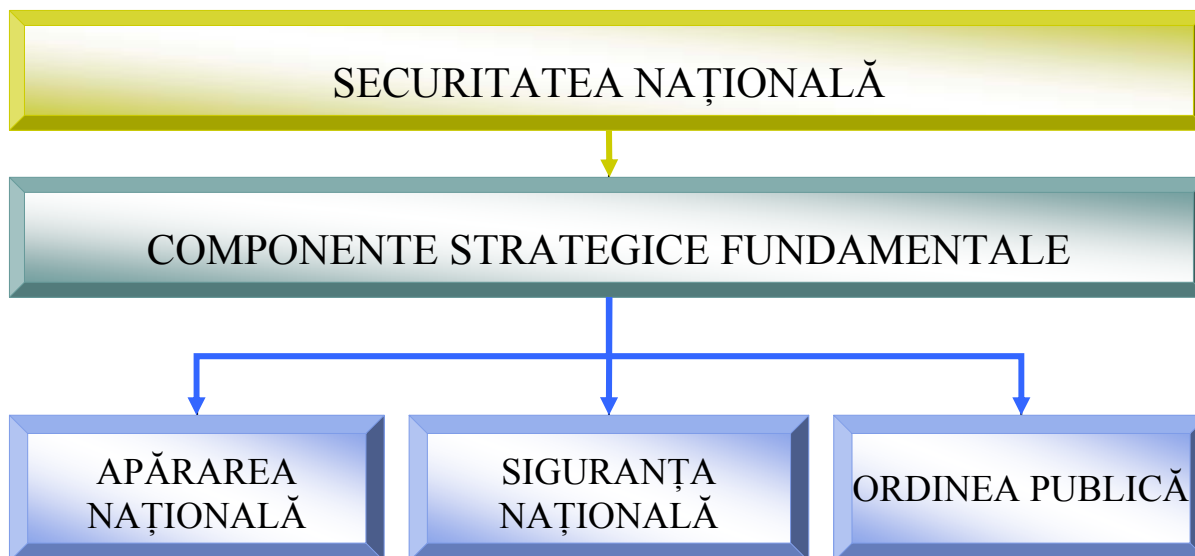 SECURITATEA NAȚIONALĂ
COMPONENTE STRATEGICE FUNDAMENTALE
APĂRAREA
NAȚIONALĂ
SIGURANȚA
NAȚIONALĂ
ORDINEA PUBLICĂ